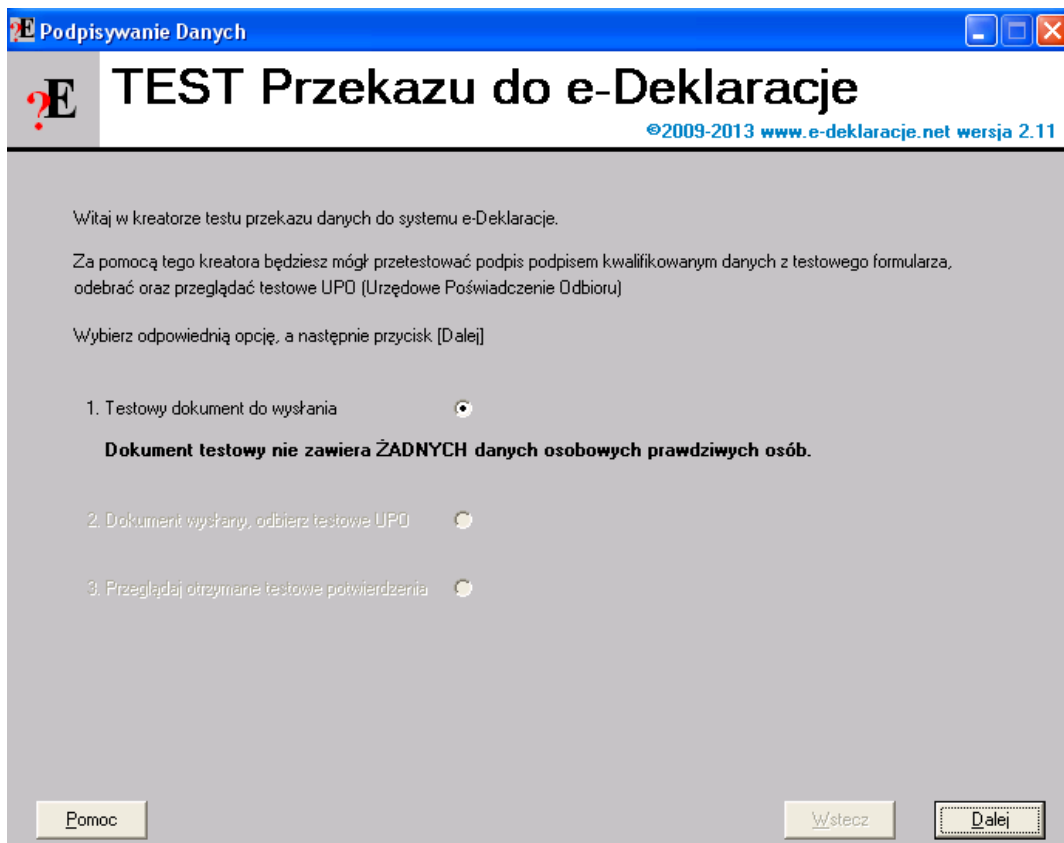 ?E Podpisywanie Danych
?E TEST Przekazu do e-Deklaracje
©2009-2013 www.e-deklaracje.net wersja 2.11
Witaj w kreatorze testu przekazu danych do systemu e-Deklaracje.
Za pomocą tego kreatora będziesz mógł przetestować podpis podpisem kwalifikowanym danych z testowego formularza,
odebrać oraz przeglądać testowe UPO (Urzędowe Poświadczenie Odbioru)
Wybierz odpowiednią opcję, a następnie przycisk [Dalej]
1. Testowy dokument do wysłania
Dokument testowy nie zawiera ŻADNYCH danych osobowych prawdziwych osób.
2. Dokument wysłany, odbierz testowe UPO
3. Przeglądaj otrzymane testowe potwierdzenia
Pomoc Wstecz Dalej